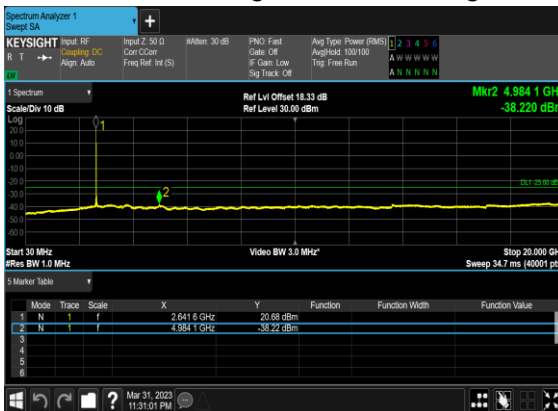 Spectrum Analyzer 1
Swept SA
KEYSIGHT Input: RF Input Z: 50 Ω #Atten: 30 dB PNO: Fast Avg Type: Power (RMS) 1 2 3 4 5 6
R T Coupling: DC Corr CCorr Gate: Off Avg|Hold: 100/100 A W W W W W
Align: Auto Freq Ref: Int (S) IF Gain: Low Trig: Free Run
Sig Track: Off A N N N N N
LV
1 Spectrum Ref Lvl Offset 18.33 dB Mkr2 4.984 1 GH
Scale/Div 10 dB Ref Level 30.00 dBm -38.220 dBr
Log
20.0
10.0
0.00
-10.0
-20.0
-30.0
-40.0
-50.0
-60.0
1
2
Start 30 MHz Video BW 3.0 MHz* Stop 20.000 GH
#Res BW 1.0 MHz Sweep 34.7 ms (40001 pt
5 Marker Table
Mode Trace Scale X Y Function Function Width Function Value
1 N 1 f 2.641 6 GHz 20.68 dBm
2 N 1 f 4.984 1 GHz -38.22 dBm
3
4
5
6
? Mar 31, 2023
11:31:01 PM